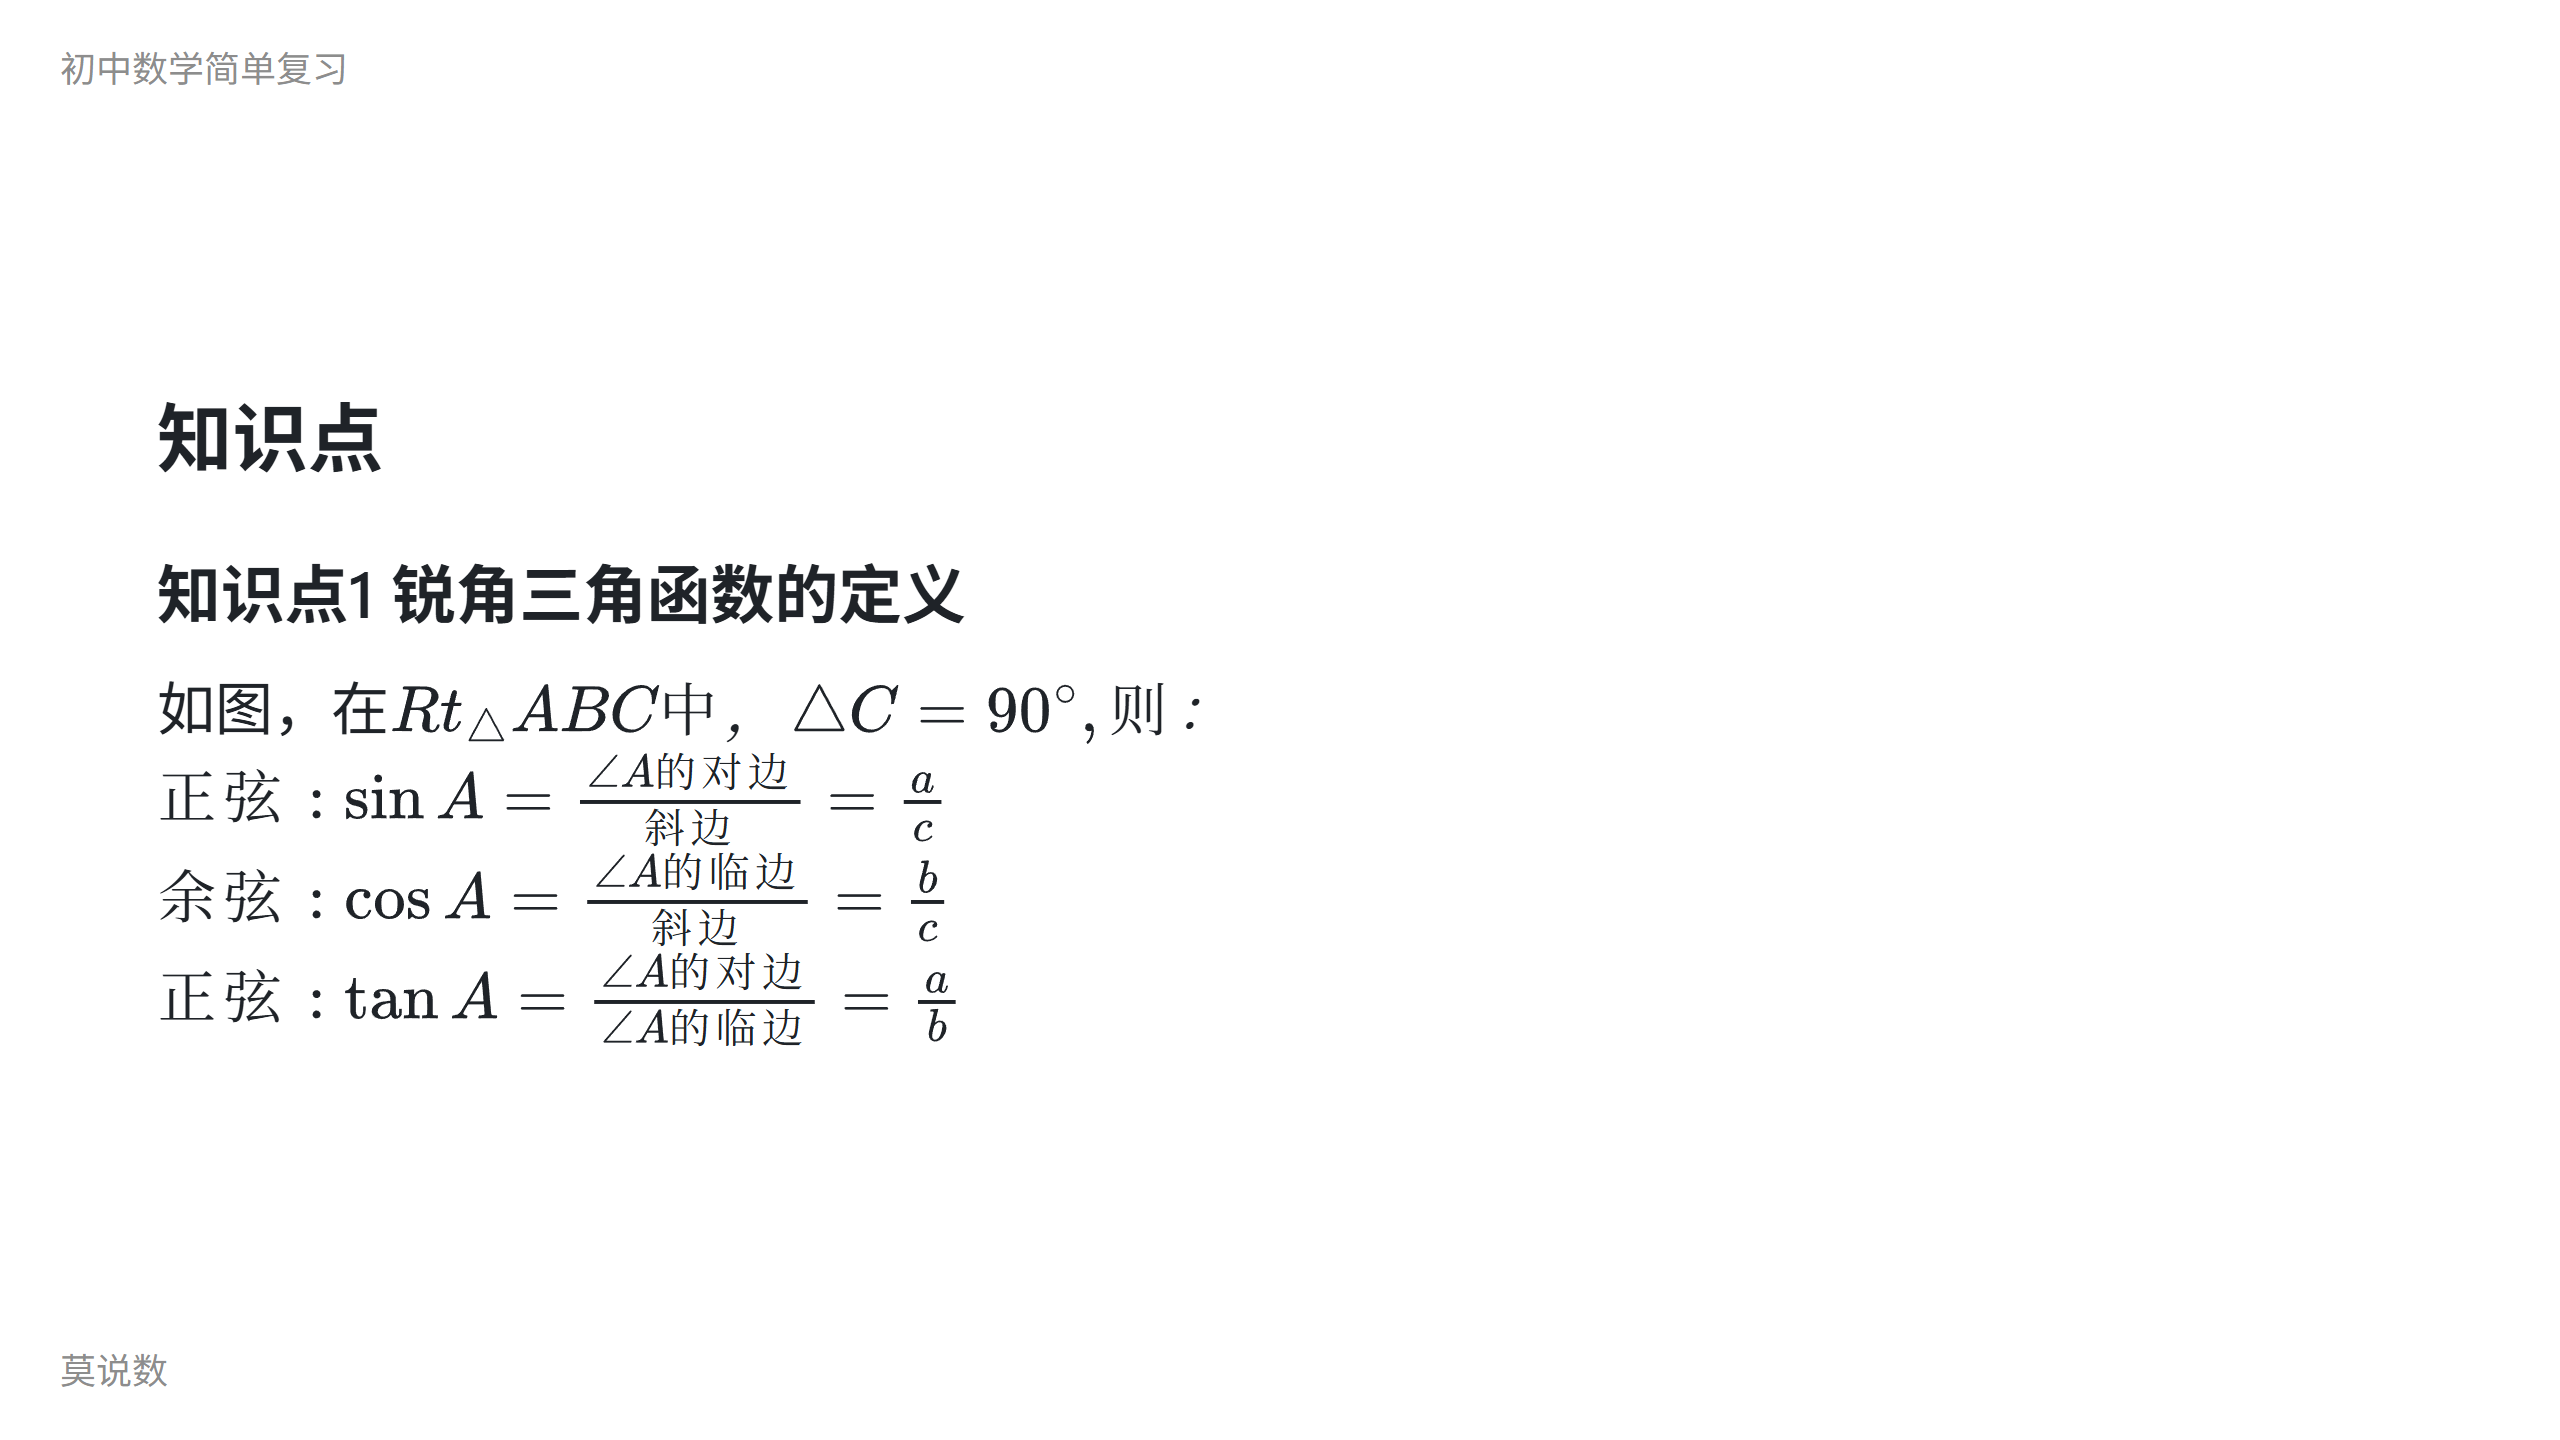 初中数学简单复习
知识点
知识点1 锐角三角函数的定义
如图，在Rt△ABC中，△C = 90°,则：
正弦：sin A = ∠A的对边/斜边 = a/c
余弦：cos A = ∠A的临边/斜边 = b/c
正弦：tan A = ∠A的对边/∠A的临边 = a/b
莫说数